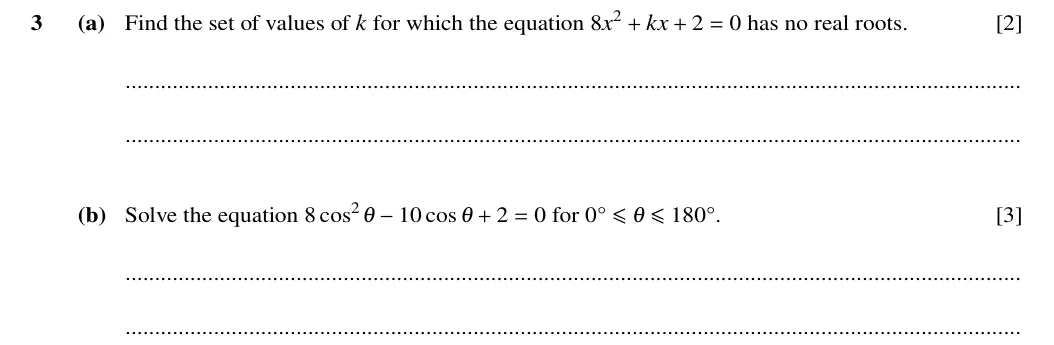 3 (a) Find the set of values of k for which the equation 8x² + kx + 2 = 0 has no real roots. [2]
(b) Solve the equation 8 cos² θ − 10 cos θ + 2 = 0 for 0° ⩽ θ ⩽ 180°. [3]